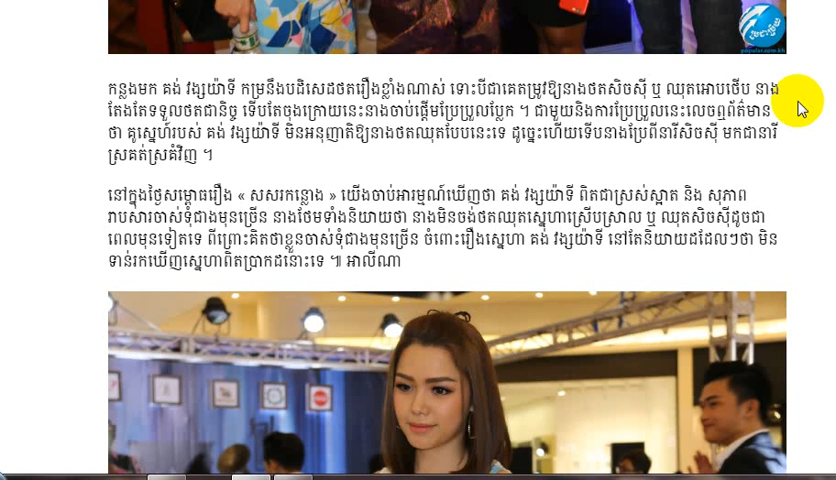 ប្រជាប្រិយ
popular.com.kh
កន្លងមក គង់ វង្សយ៉ាទី កម្រនឹងបដិសេដថតរឿងខ្លាំងណាស់ ទោះបីជាគេតម្រូវឱ្យនាងថតសិចស៊ី ឬ ឈុតអោបថើប នាង
តែងតែទទួលថតជានិច្ច ទើបតែចុងក្រោយនេះនាងចាប់ផ្តើមប្រែប្រួលប្លែក ។ ជាមួយនិងការប្រែប្រួលនេះលេចឮព័ត៌មាន
ថា គូស្នេហ៍របស់ គង់ វង្សយ៉ាទី មិនអនុញាតិឱ្យនាងថតឈុតបែបនេះទេ ដូច្នេះហើយទើបនាងប្រែពីនារីសិចស៊ី មកជានារី
ស្រគត់ស្រគំវិញ ។
នៅក្នុងថ្ងៃសម្ពោធរឿង « សសរកន្លោង » យើងចាប់អារម្មណ៍ឃើញថា គង់ វង្សយ៉ាទី ពិតជាស្រស់ស្អាត និង សុភាព
រាបសារចាស់ទុំជាងមុនច្រើន នាងថែមទាំងនិយាយថា នាងមិនចង់ថតឈុតស្នេហាស្រើបស្រាល ឬ ឈុតសិចស៊ីដូចជា
ពេលមុនទៀតទេ ពីព្រោះគិតថាខ្លួនចាស់ទុំជាងមុនច្រើន ចំពោះរឿងស្នេហា គង់ វង្សយ៉ាទី នៅតែនិយាយដដែលៗថា មិន
ទាន់រកឃើញស្នេហាពិតប្រាកដនោះទេ ៕ អាលីណា